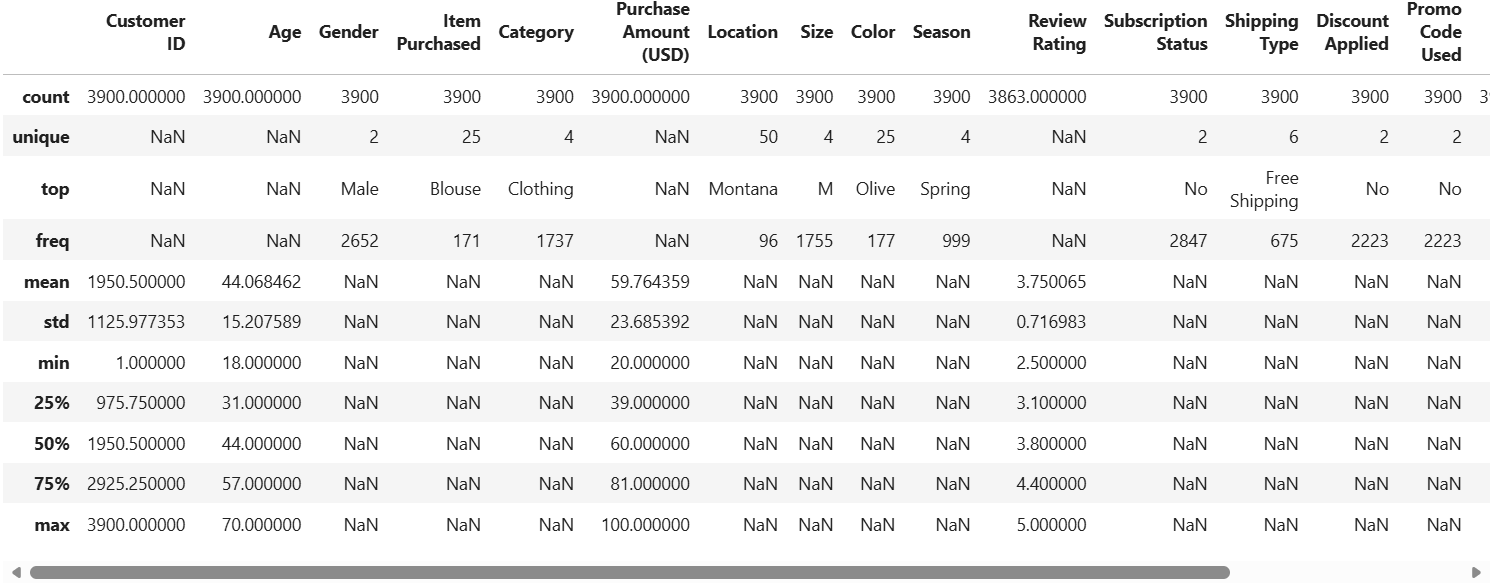 Customer ID Age Gender Item Purchased Category Purchase Amount (USD) Location Size Color Season Review Rating Subscription Status Shipping Type Discount Applied Promo Code Used
count 3900.000000 3900.000000 3900 3900 3900 3900.000000 3900 3900 3900 3900 3863.000000 3900 3900 3900 3900
unique NaN NaN 2 25 4 NaN 50 4 25 4 NaN 2 6 2 2
top NaN NaN Male Blouse Clothing NaN Montana M Olive Spring NaN No Free Shipping No No
freq NaN NaN 2652 171 1737 NaN 96 1755 177 999 NaN 2847 675 2223 2223
mean 1950.500000 44.068462 NaN NaN NaN 59.764359 NaN NaN NaN NaN 3.750065 NaN NaN NaN NaN
std 1125.977353 15.207589 NaN NaN NaN 23.685392 NaN NaN NaN NaN 0.716983 NaN NaN NaN NaN
min 1.000000 18.000000 NaN NaN NaN 20.000000 NaN NaN NaN NaN 2.500000 NaN NaN NaN NaN
25% 975.750000 31.000000 NaN NaN NaN 39.000000 NaN NaN NaN NaN 3.100000 NaN NaN NaN NaN
50% 1950.500000 44.000000 NaN NaN NaN 60.000000 NaN NaN NaN NaN 3.800000 NaN NaN NaN NaN
75% 2925.250000 57.000000 NaN NaN NaN 81.000000 NaN NaN NaN NaN 4.400000 NaN NaN NaN NaN
max 3900.000000 70.000000 NaN NaN NaN 100.000000 NaN NaN NaN NaN 5.000000 NaN NaN NaN NaN